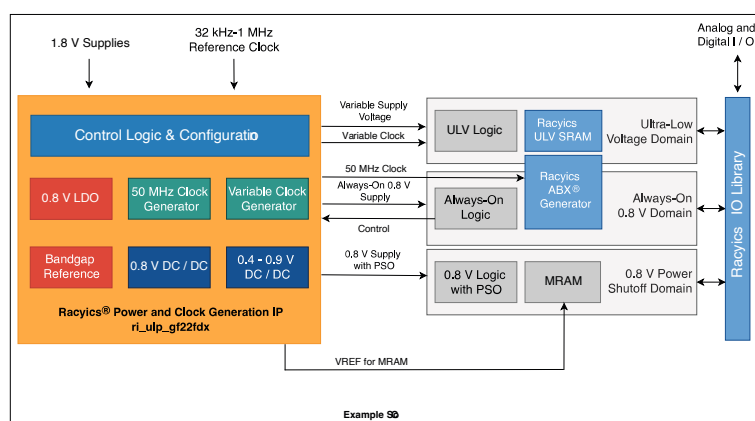 1.8 V Supplies
32 kHz-1 MHz
Reference Clock
Analog and
Digital I / O
Control Logic & Configuratio
0.8 V LDO
50 MHz Clock
Generator
Variable Clock
Generator
Bandgap
Reference
0.8 V DC / DC
0.4 - 0.9 V
DC / DC
Racyics® Power and Clock Generation IP
ri_ulp_gf22fdx
Variable Supply
Voltage
Variable Clock
50 MHz Clock
Always-On 0.8 V
Supply
Control
0.8 V Supply
with PSO
VREF for MRAM
ULV Logic
Racyics
ULV SRAM
Ultra-Low
Voltage Domain
Racyics
ABX®
Generator
Always-On
Logic
Always-On
0.8 V Domain
0.8 V Logic
with PSO
MRAM
0.8 V Power
Shutoff Domain
Racyics IO Library
Example